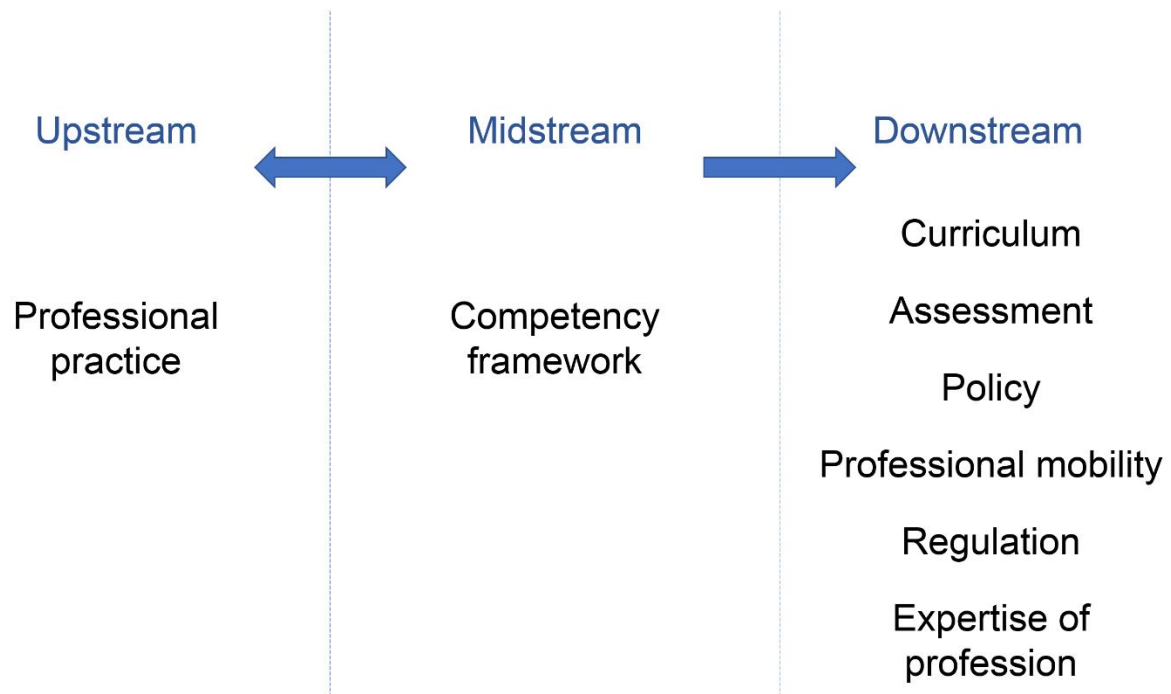 Upstream
Midstream
Downstream
Professional
practice
Competency
framework
Curriculum
Assessment
Policy
Professional mobility
Regulation
Expertise of
profession